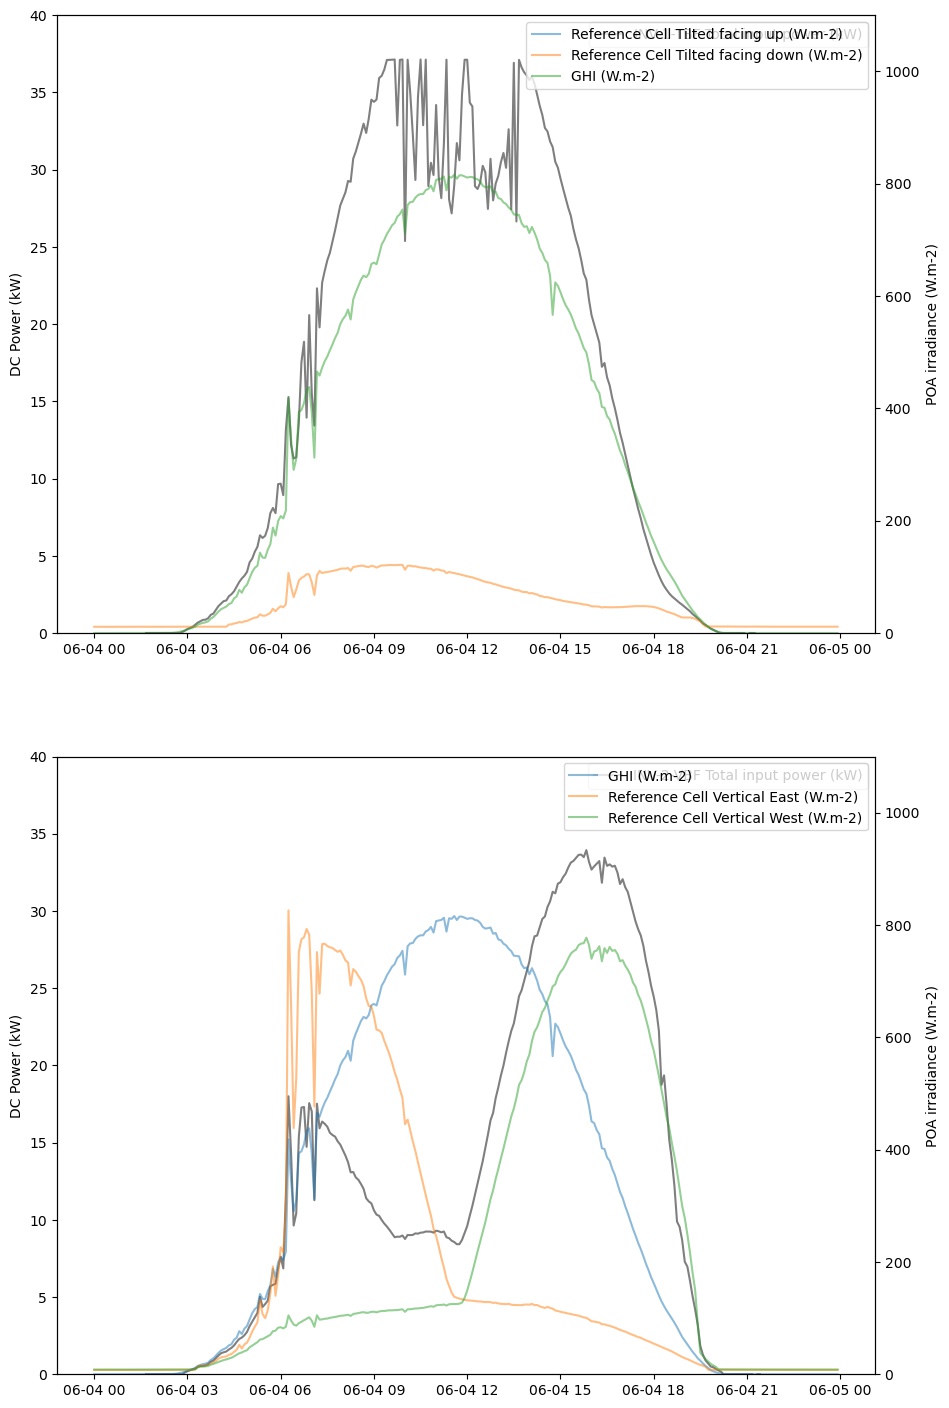 40
35
30
25
20
15
10
5
0
DC Power (kW)
Reference Cell Tilted facing up (W.m-2)
Reference Cell Tilted facing down (W.m-2)
GHI (W.m-2)
1000
800
600
400
200
0
POA irradiance (W.m-2)
06-04 00 06-04 03 06-04 06 06-04 09 06-04 12 06-04 15 06-04 18 06-04 21 06-05 00
40
35
30
25
20
15
10
5
0
DC Power (kW)
GHI (W.m-2)
Total input power (kW)
Reference Cell Vertical East (W.m-2)
Reference Cell Vertical West (W.m-2)
1000
800
600
400
200
0
POA irradiance (W.m-2)
06-04 00 06-04 03 06-04 06 06-04 09 06-04 12 06-04 15 06-04 18 06-04 21 06-05 00